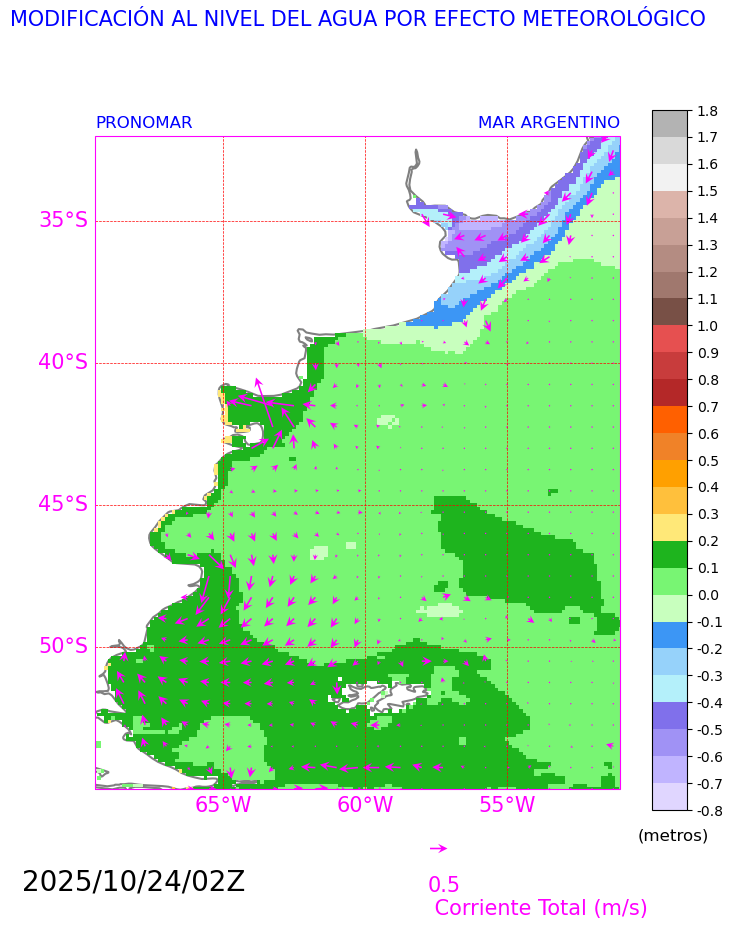 MODIFICACIÓN AL NIVEL DEL AGUA POR EFECTO METEOROLÓGICO
PRONOMAR MAR ARGENTINO
35°S
40°S
45°S
50°S
65°W 60°W 55°W
1.8
1.7
1.6
1.5
1.4
1.3
1.2
1.1
1.0
0.9
0.8
0.7
0.6
0.5
0.4
0.3
0.2
0.1
0.0
-0.1
-0.2
-0.3
-0.4
-0.5
-0.6
-0.7
-0.8
(metros)
2025/10/24/02Z
0.5
Corriente Total (m/s)